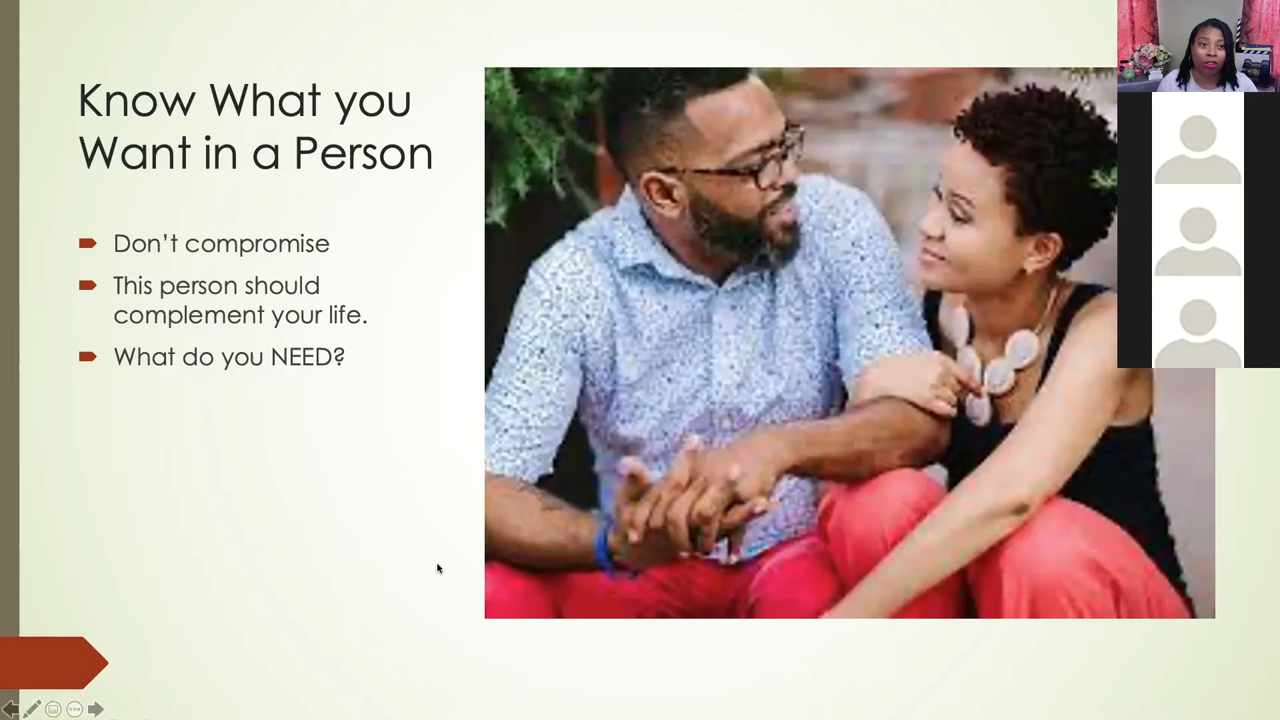 Know What you
Want in a Person
Don't compromise
This person should
complement your life.
What do you NEED?